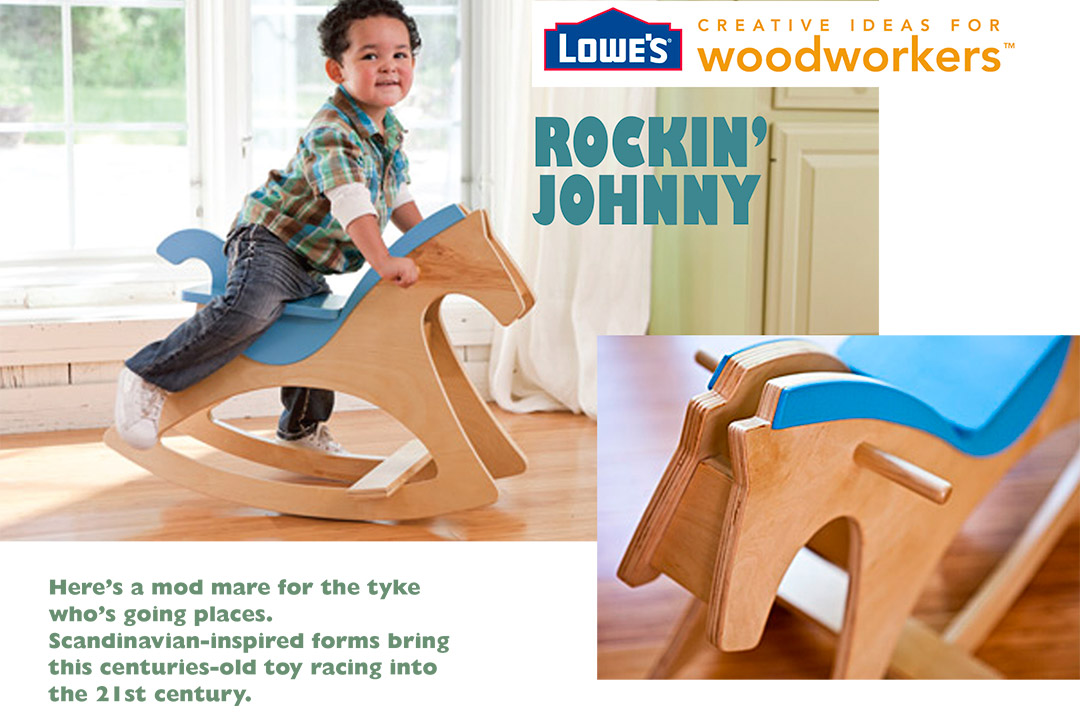 LOWE'S®
CREATIVE IDEAS FOR
woodworkers™
ROCKIN'
JOHNNY
Here's a mod mare for the tyke
who's going places.
Scandinavian-inspired forms bring
this centuries-old toy racing into
the 21st century.